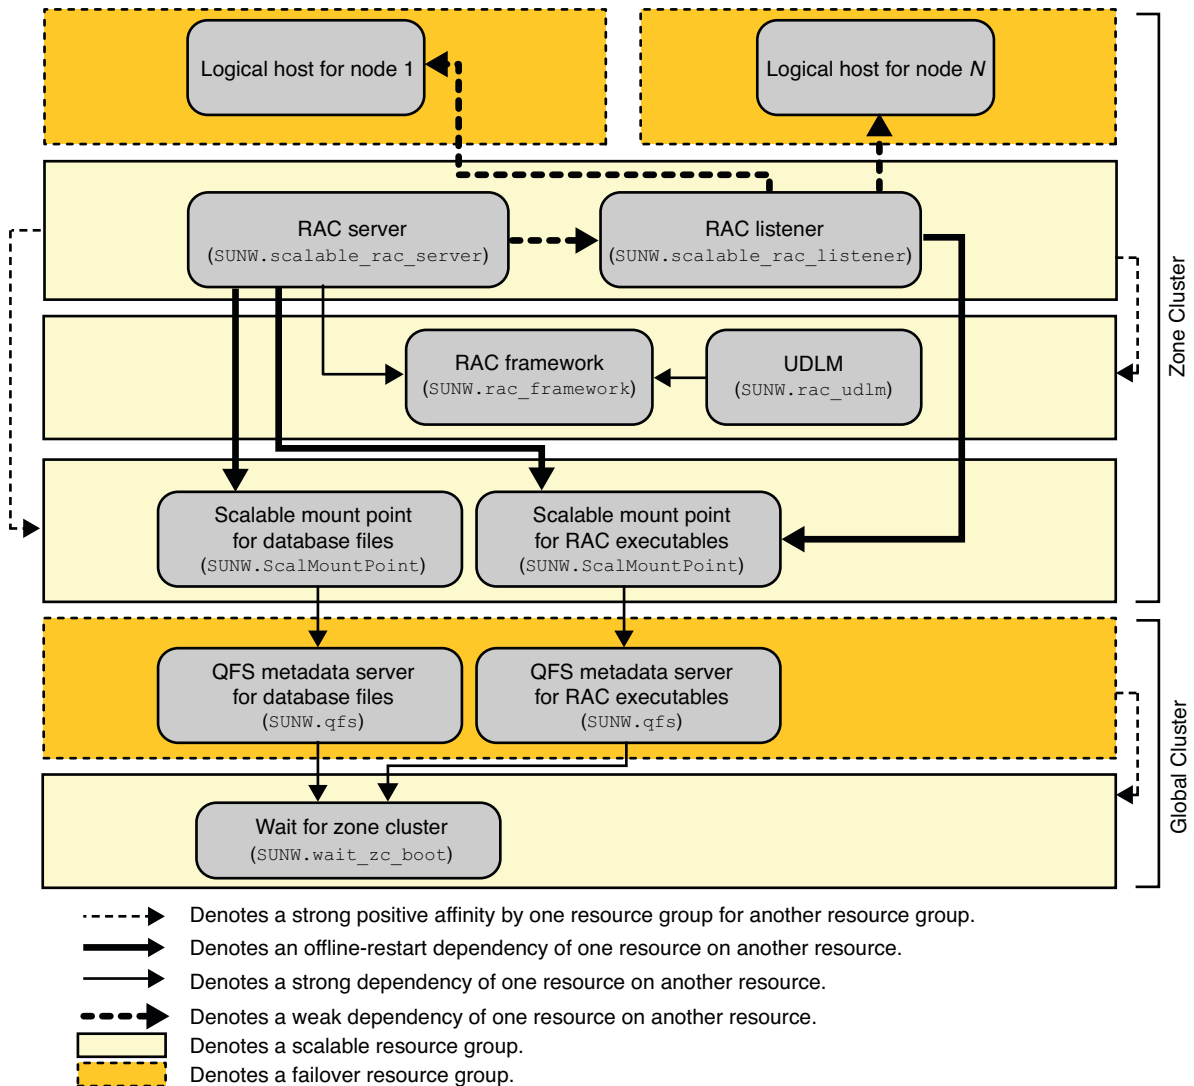 Logical host for node 1
Logical host for node N
RAC server
(SUNW.scalable_rac_server)
RAC listener
(SUNW.scalable_rac_listener)
RAC framework
(SUNW.rac_framework)
UDLM
(SUNW.rac_udlm)
Zone Cluster
Scalable mount point
for database files
(SUNW.ScalMountPoint)
Scalable mount point
for RAC executables
(SUNW.ScalMountPoint)
QFS metadata server
for database files
(SUNW.qfs)
QFS metadata server
for RAC executables
(SUNW.qfs)
Global Cluster
Wait for zone cluster
(SUNW.wait_zc_boot)
Denotes a strong positive affinity by one resource group for another resource group.
Denotes an offline-restart dependency of one resource on another resource.
Denotes a strong dependency of one resource on another resource.
Denotes a weak dependency of one resource on another resource.
Denotes a scalable resource group.
Denotes a failover resource group.